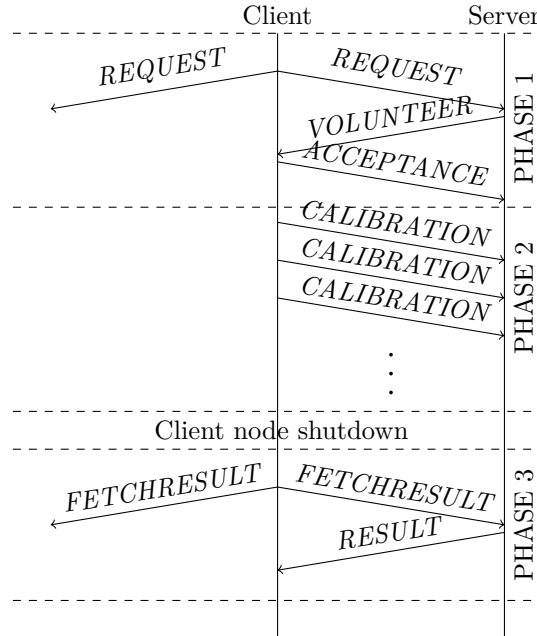 Client
Server
REQUEST
REQUEST
VOLUNTEER
ACCEPTANCE
PHASE 1
CALIBRATION
CALIBRATION
CALIBRATION
PHASE 2
Client node shutdown
FETCHRESULT
FETCHRESULT
RESULT
PHASE 3